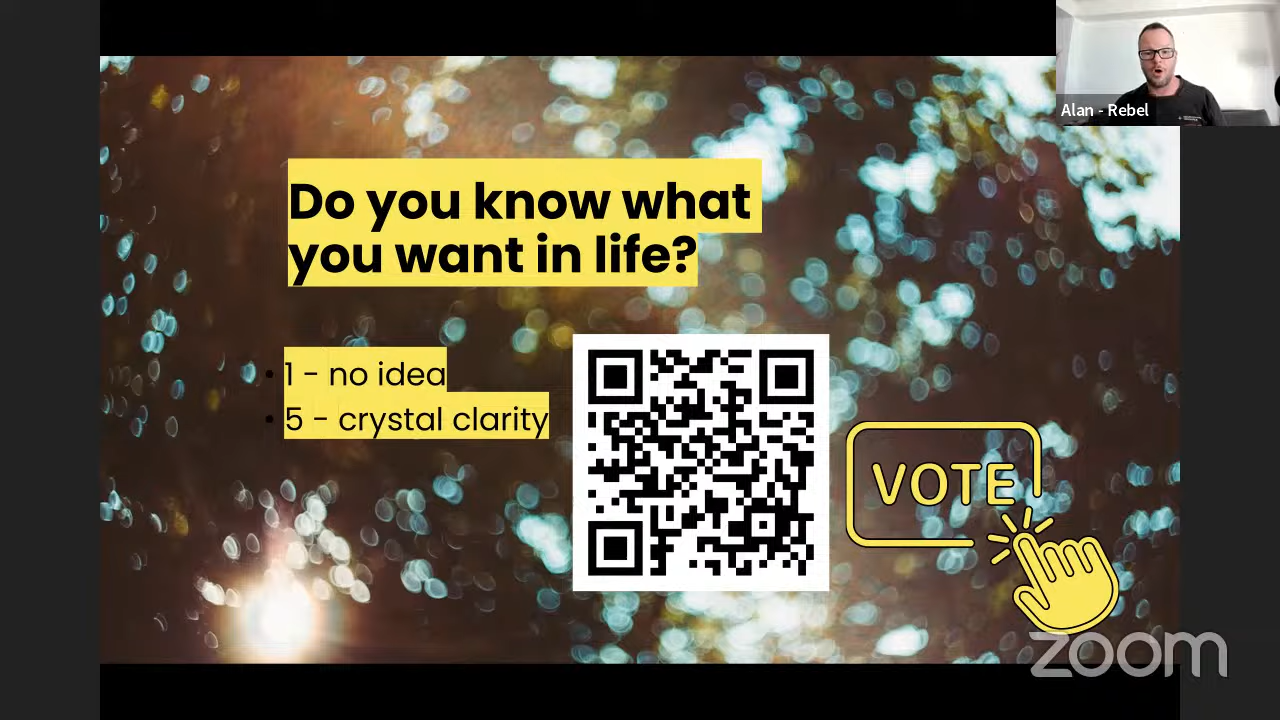 Alan - Rebel
Do you know what
you want in life?
1 - no idea
5 - crystal clarity
VOTE
zoom